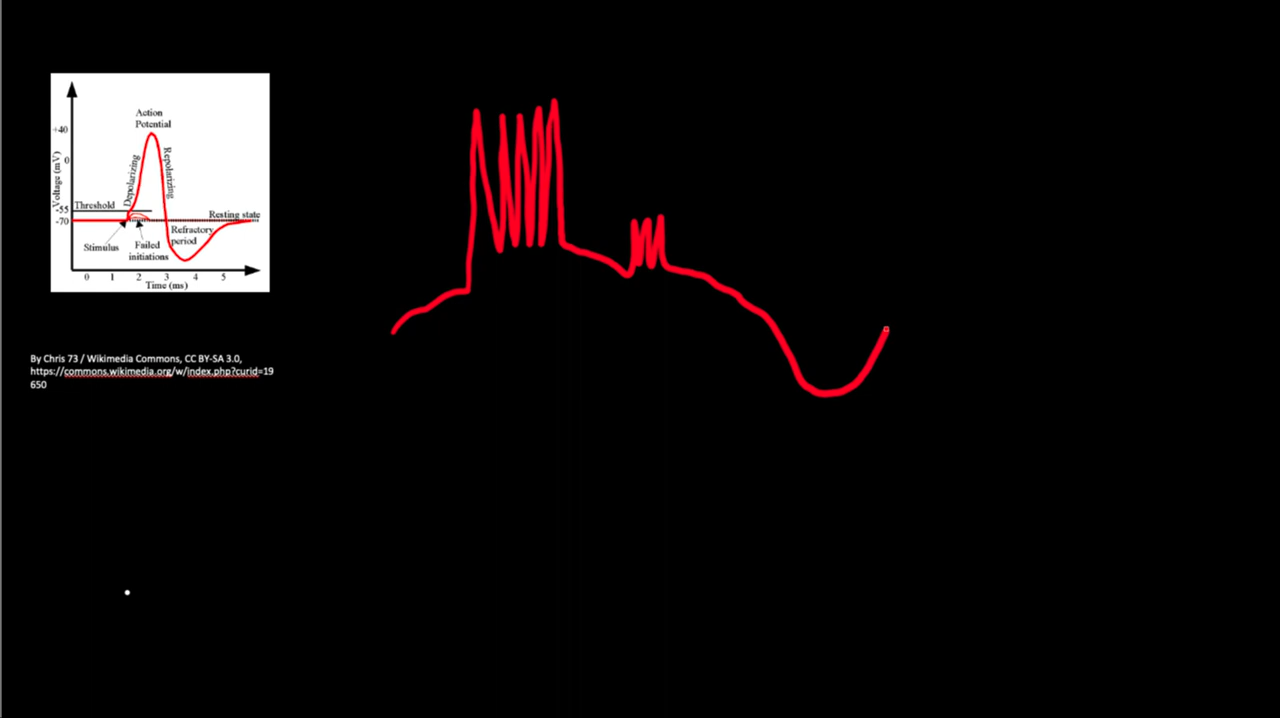 Action
Potential
+40
0
Voltage (mV)
Depolarizing
Repolarizing
Threshold
-55
-70
Resting state
Stimulus
Failed
initiations
Refractory
period
0 1 2 3 4 5
Time (ms)
By Chris 73 / Wikimedia Commons, CC BY-SA 3.0,
https://commons.wikimedia.org/w/index.php?curid=19
650